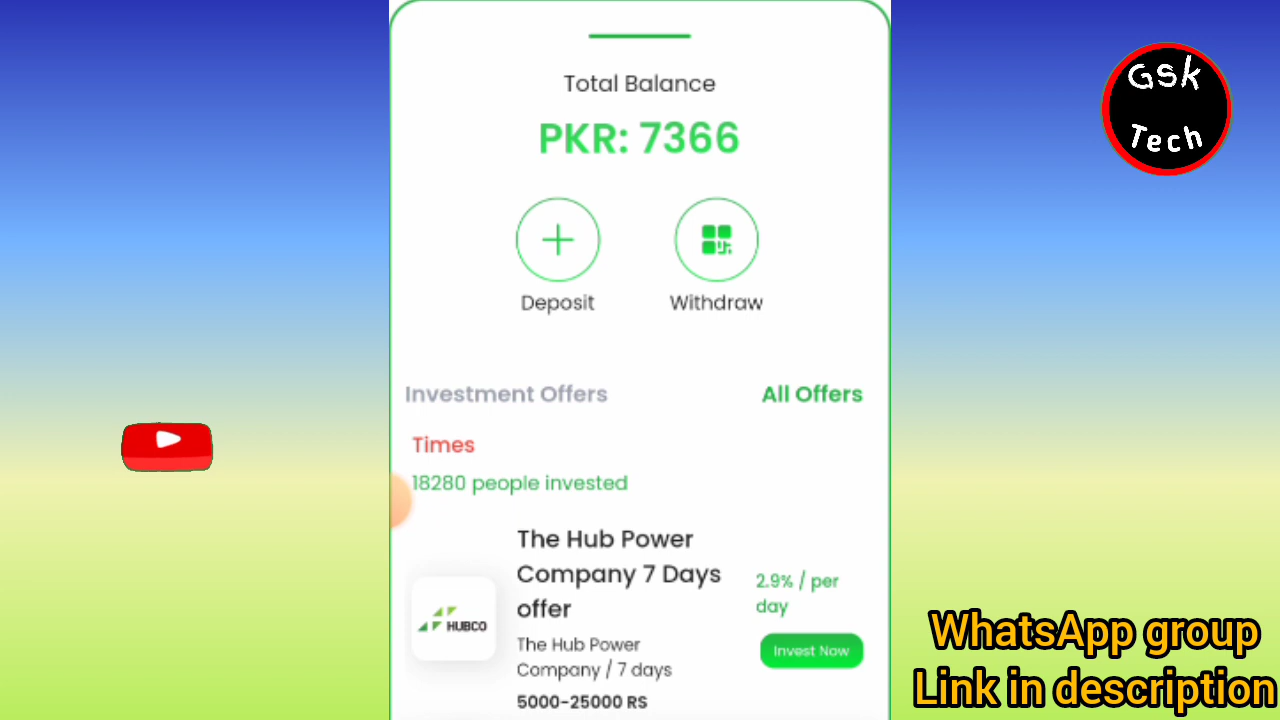 Total Balance
PKR: 7366
Deposit
Withdraw
Investment Offers
All Offers
Times
18280 people invested
The Hub Power
Company 7 Days
offer
2.9% / per
day
HUBCO
Invest Now
The Hub Power
Company / 7 days
5000-25000 RS
Gsk
Tech
WhatsApp group
Link in description